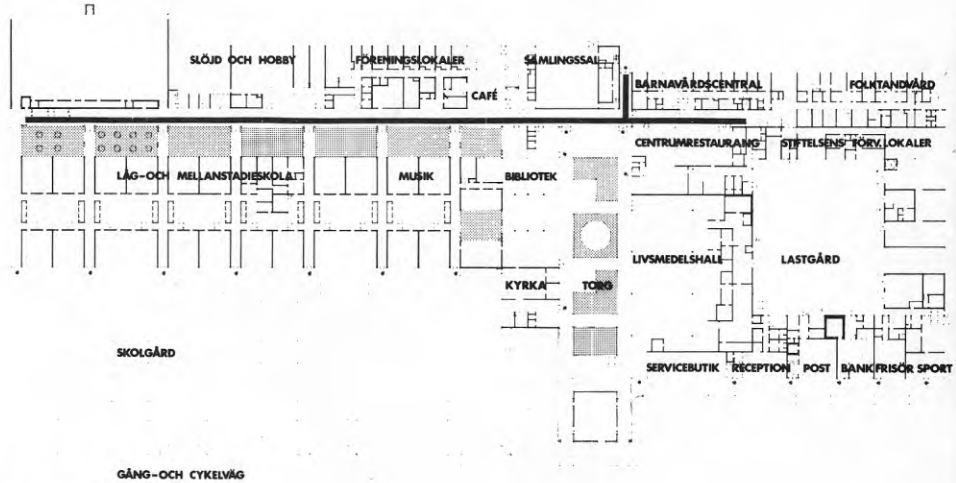 SLÖJD OCH HOBBY
FÖRENINGSLOKALER
SAMLINGSSAL
CAFÉ
BARNAVÅRDSCENTRAL
FOLKTANDVÅRD
CENTRUMRESTAURANG
STIFTELSENS FÖRV. LOKALER
LÅG-OCH MELLANSTADIESKOLA
MUSIK
BIBLIOTEK
LIVSMEDELSHALL
LASTGÅRD
KYRKA
TORG
SKOLGÅRD
SERVICEBUTIK
RECEPTION
POST
BANK
FRISÖR
SPORT
GÅNG-OCH CYKELVÄG